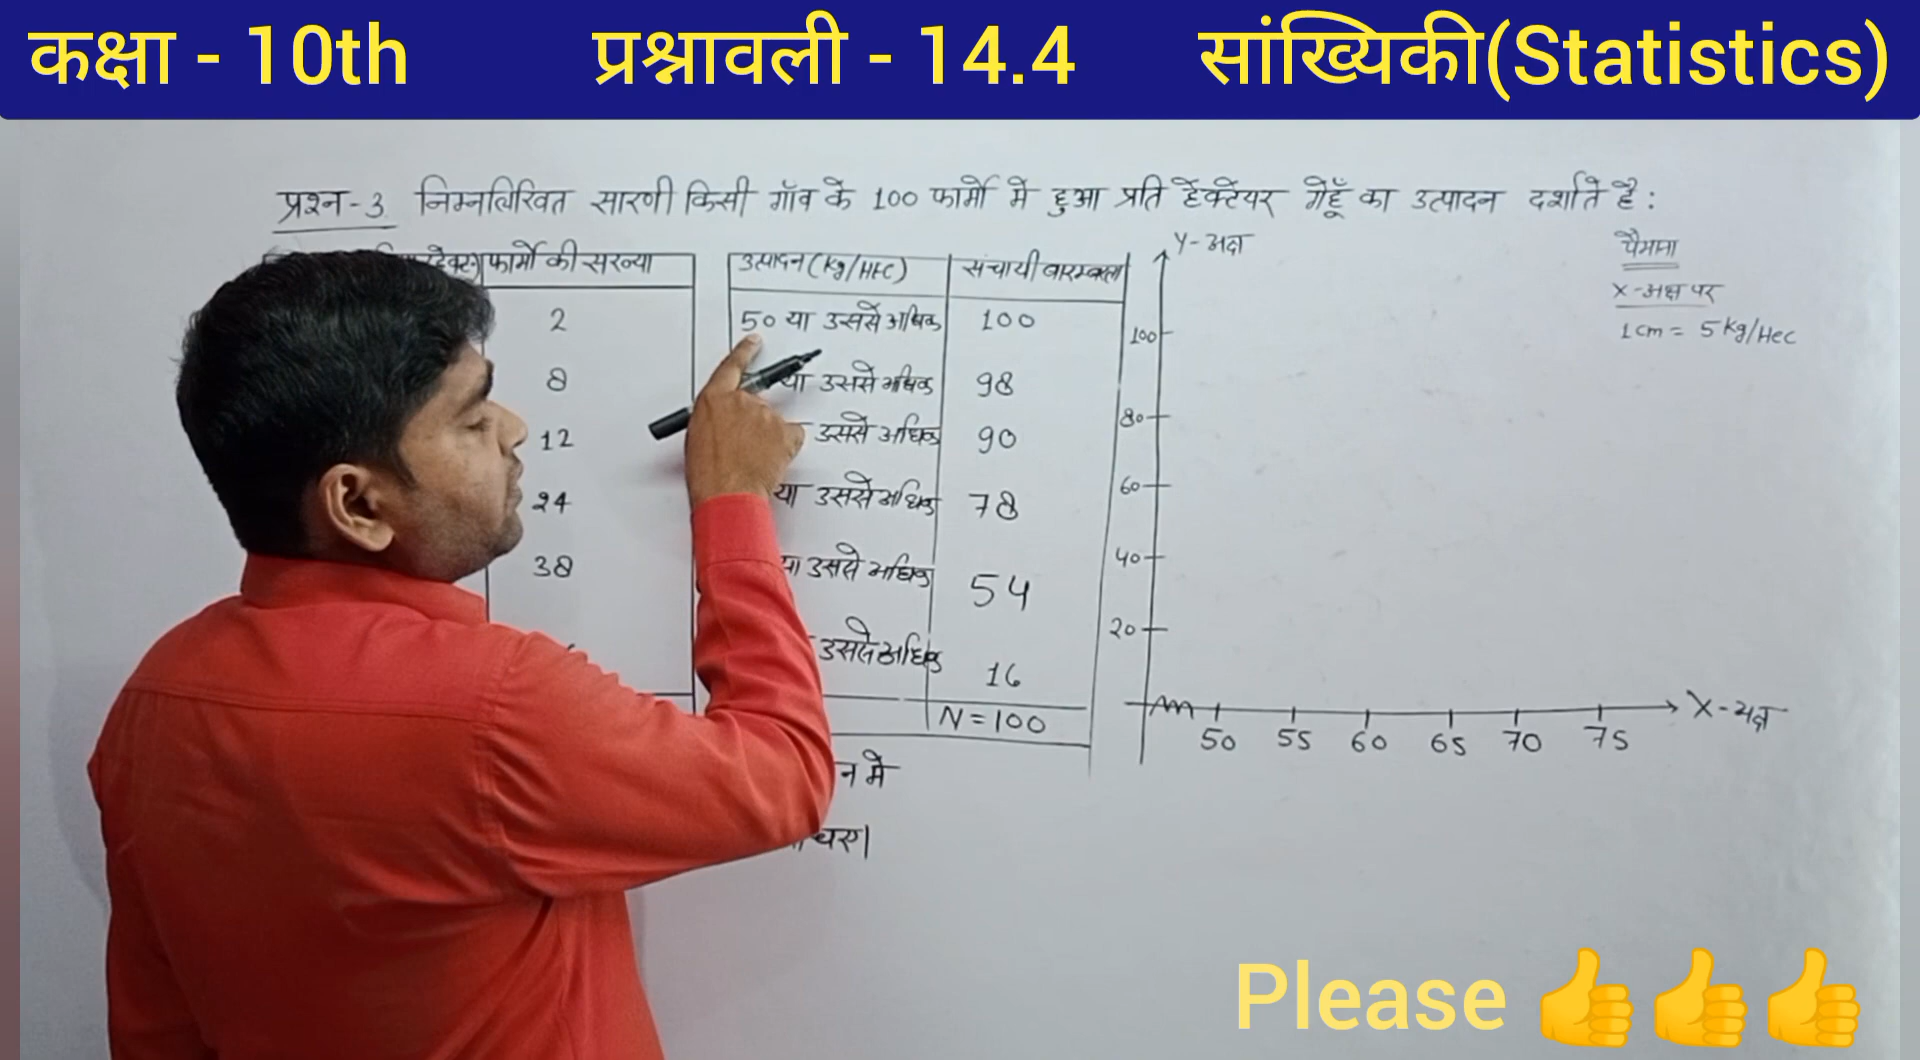 कक्षा - 10th प्रश्नावली - 14.4 सांख्यिकी(Statistics)
प्रश्न-3 निम्नलिखित सारणी किसी गाँव के 100 फार्मो मे हुआ प्रति हेक्टेयर गेहूँ का उत्पादन दर्शाते है:
फार्मो की संख्या
2
8
12
24
38
उत्पादन (Kg/HEC) संचायी बारम्बारता
50 या उससे अधिक 100
या उससे अधिक 98
उससे अधिक 90
या उससे अधिक 78
या उससे अधिक 54
उससे अधिक 16
N = 100
न मे
Y-अक्ष
100
80
60
40
20
50 55 60 65 70 75
X-अक्ष
पैमाना
X-अक्ष पर
1cm = 5 Kg/Hec
Please